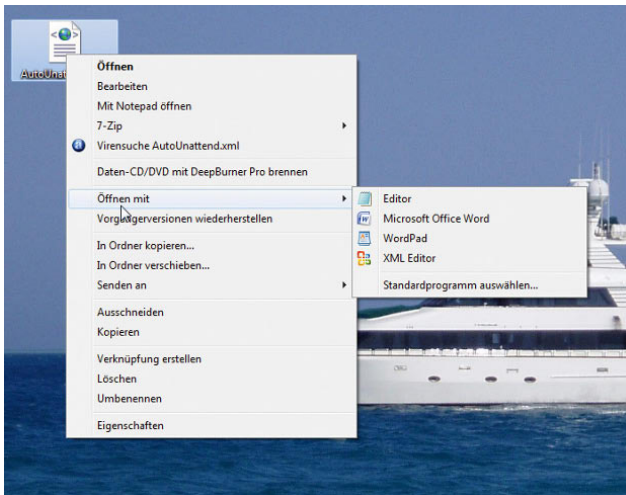 Öffnen
Bearbeiten
Mit Notepad öffnen
7-Zip
Virensuche AutoUnattend.xml
Daten-CD/DVD mit DeepBurner Pro brennen
Öffnen mit
Vorgängerversionen wiederherstellen
In Ordner kopieren...
In Ordner verschieben...
Senden an
Ausschneiden
Kopieren
Verknüpfung erstellen
Löschen
Umbenennen
Eigenschaften
Editor
Microsoft Office Word
WordPad
XML Editor
Standardprogramm auswählen...